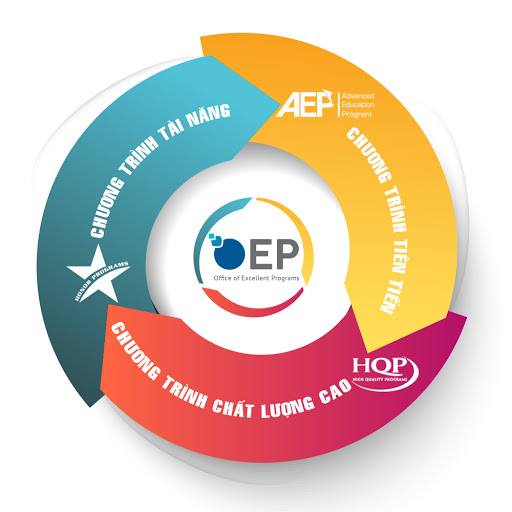 CHƯƠNG TRÌNH TÀI NĂNG
HONOR PROGRAMS
AEP
Advanced
Education
Program
CHƯƠNG TRÌNH TIÊN TIẾN
OEP
Office of Excellent Programs
HQP
HIGH QUALITY PROGRAMS
CHƯƠNG TRÌNH CHẤT LƯỢNG CAO